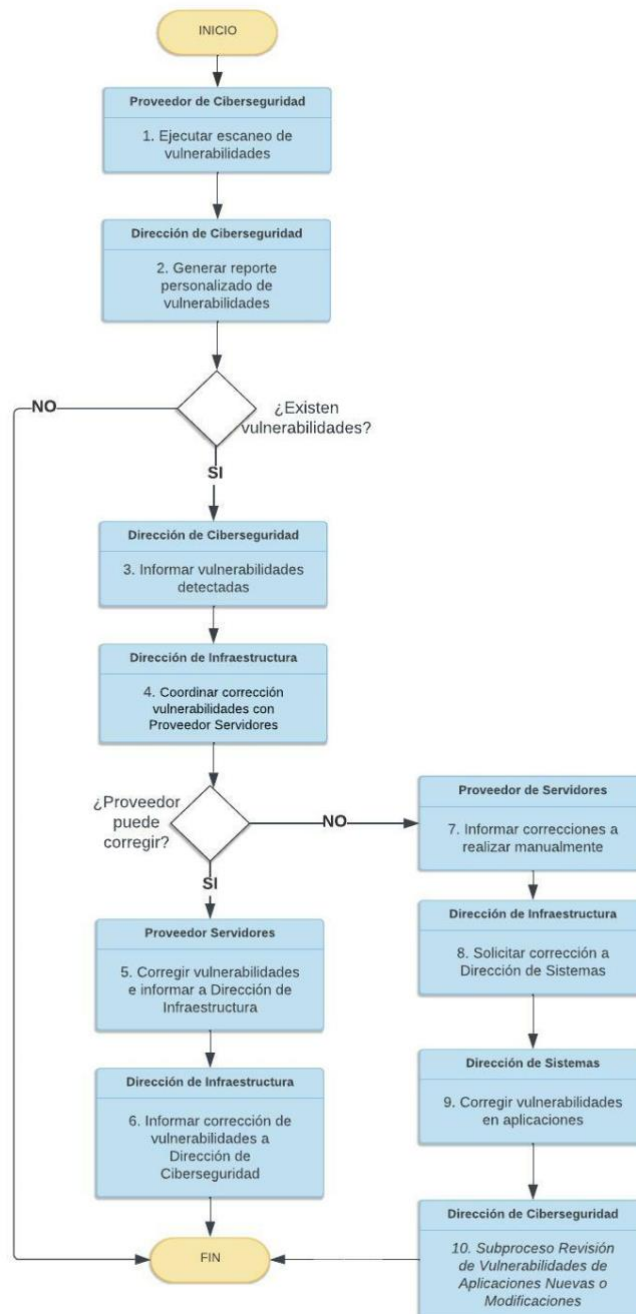 INICIO
Proveedor de Ciberseguridad
1. Ejecutar escaneo de
vulnerabilidades
Dirección de Ciberseguridad
2. Generar reporte
personalizado de
vulnerabilidades
NO
¿Existen
vulnerabilidades?
SI
Dirección de Ciberseguridad
3. Informar vulnerabilidades
detectadas
Dirección de Infraestructura
4. Coordinar corrección
vulnerabilidades con
Proveedor Servidores
¿Proveedor
puede
corregir?
NO
SI
Proveedor Servidores
5. Corregir vulnerabilidades
e informar a Dirección de
Infraestructura
Dirección de Infraestructura
6. Informar corrección de
vulnerabilidades a
Dirección de
Ciberseguridad
Proveedor de Servidores
7. Informar correcciones a
realizar manualmente
Dirección de Infraestructura
8. Solicitar corrección a
Dirección de Sistemas
Dirección de Sistemas
9. Corregir vulnerabilidades
en aplicaciones
Dirección de Ciberseguridad
10. Subproceso Revisión
de Vulnerabilidades de
Aplicaciones Nuevas o
Modificaciones
FIN